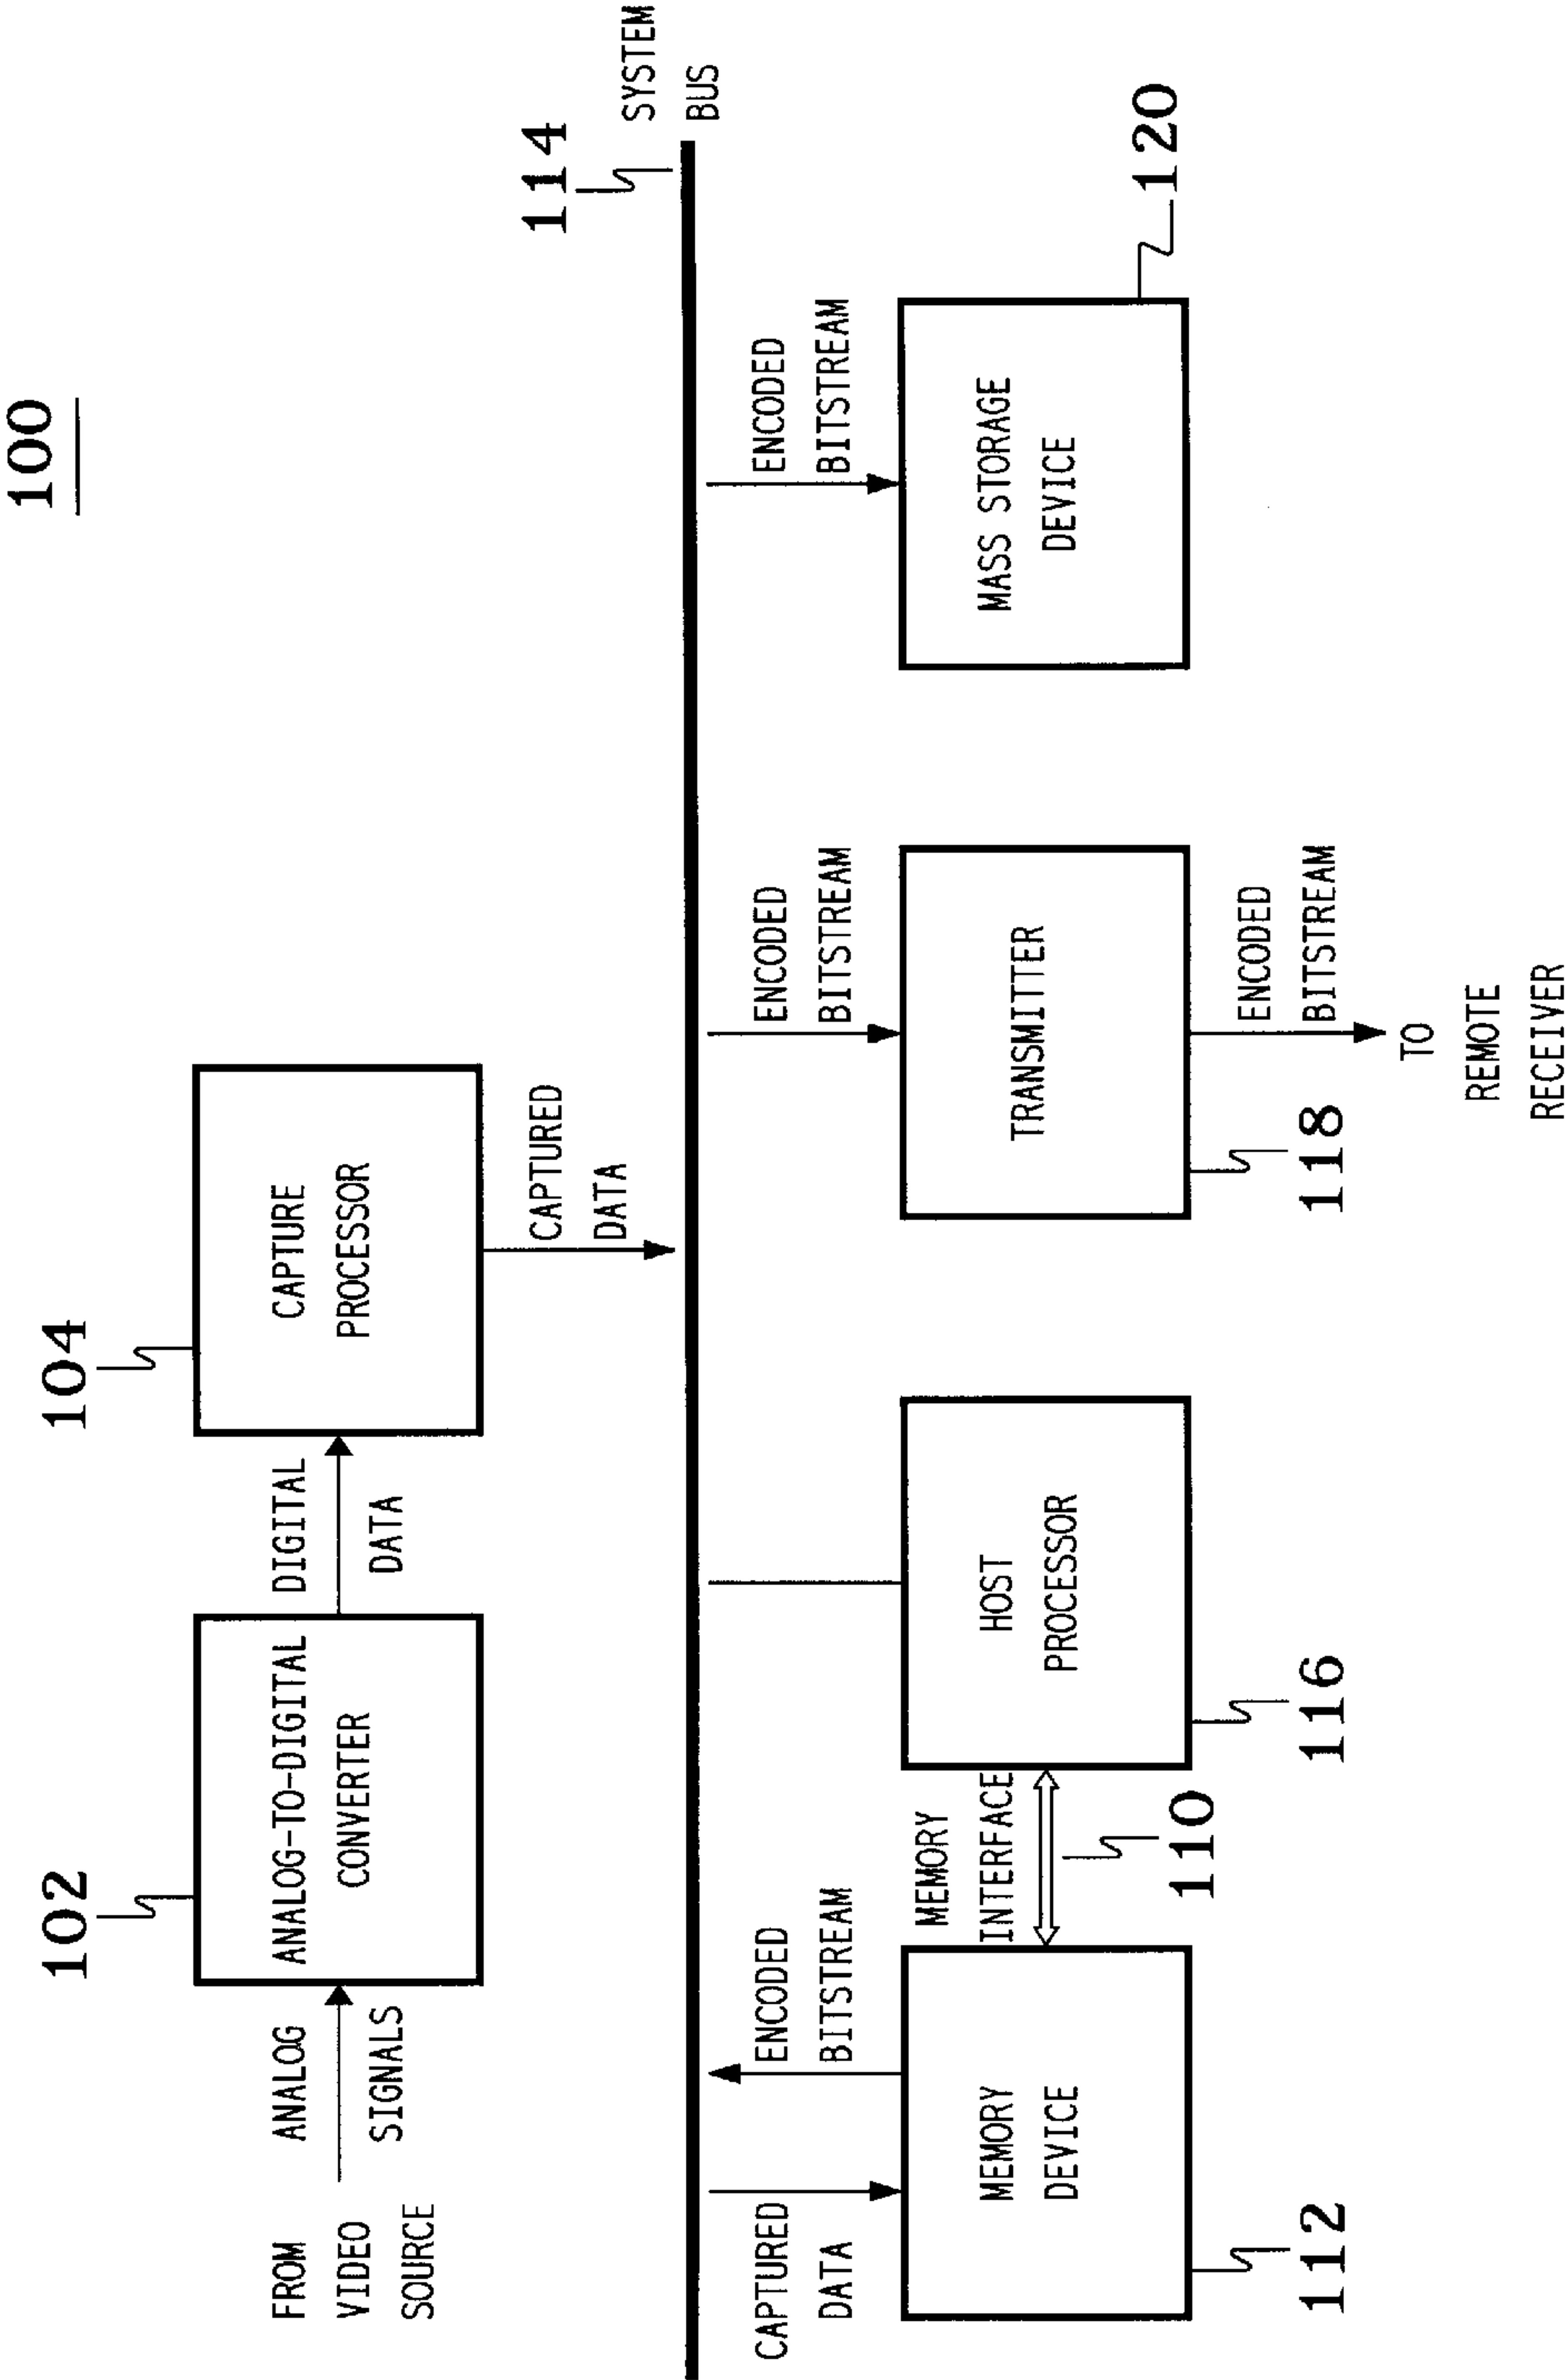 100
102
104
FROM
VIDEO
SOURCE
ANALOG
SIGNALS
ANALOG-TO-DIGITAL
CONVERTER
DIGITAL
DATA
CAPTURE
PROCESSOR
CAPTURED
DATA
114
SYSTEM
BUS
CAPTURED
DATA
ENCODED
BITSTREAM
ENCODED
BITSTREAM
ENCODED
BITSTREAM
MEMORY
DEVICE
MEMORY
INTERFACE
110
HOST
PROCESSOR
TRANSMITTER
MASS STORAGE
DEVICE
120
112
116
118
ENCODED
BITSTREAM
TO
REMOTE
RECEIVER